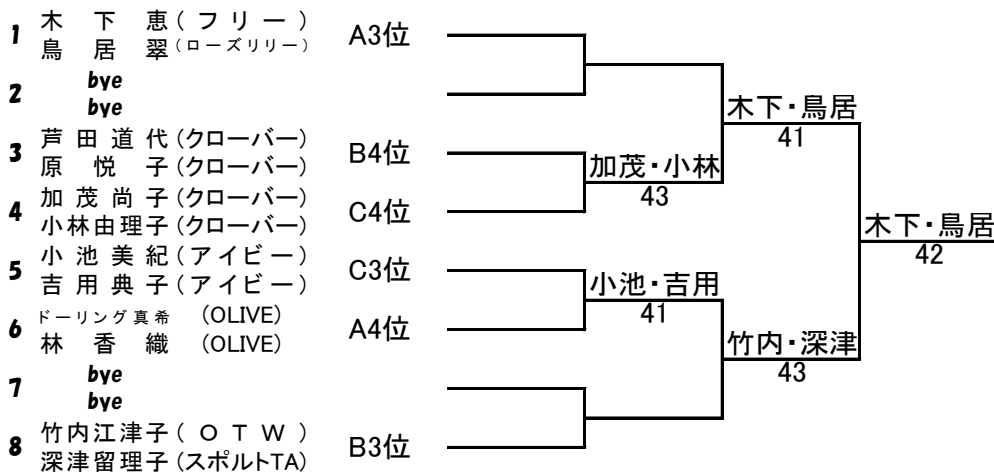 1 木下恵(フリー) A3位
鳥居翠(ローズリリー)
2 bye
bye
木下・鳥居
41
3 芦田道代(クローバー) B4位
原悦子(クローバー)
加茂・小林
43
4 加茂尚子(クローバー) C4位
小林由理子(クローバー)
木下・鳥居
42
5 小池美紀(アイビー) C3位
吉用典子(アイビー)
小池・吉用
41
6 ドーリング真希 (OLIVE) A4位
林香織 (OLIVE)
竹内・深津
43
7 bye
bye
8 竹内江津子(OTW) B3位
深津留理子(スポルトTA)